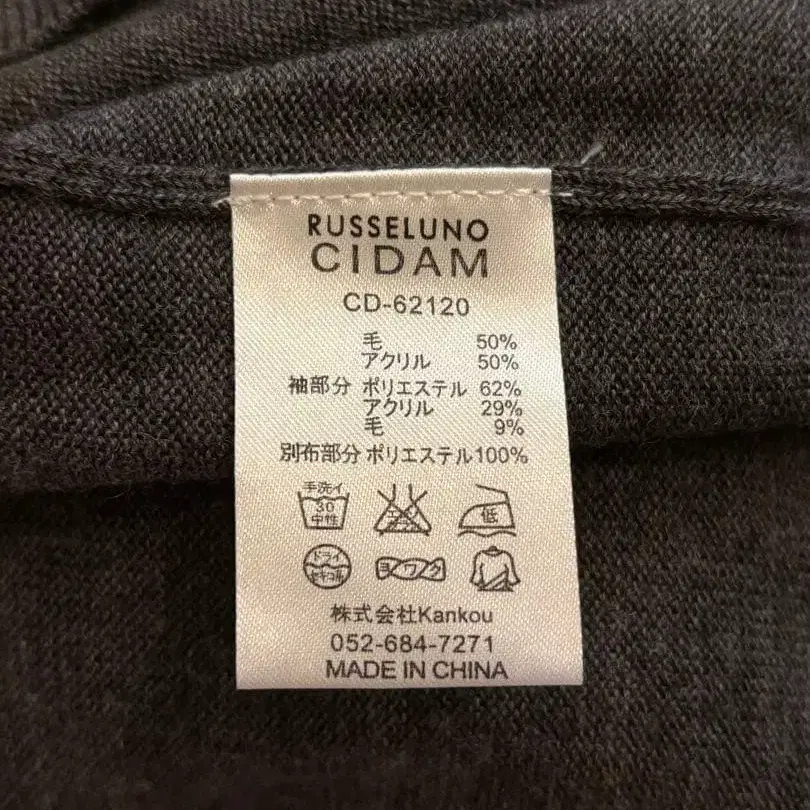 RUSSELUNO
CIDAM
CD-62120
毛 50%
アクリル 50%
袖部分 ポリエステル 62%
アクリル 29%
毛 9%
別布部分 ポリエステル100%
手洗イ
30
中性
低
ドライ
セキユ系
ヨワク
株式会社Kankou
052-684-7271
MADE IN CHINA